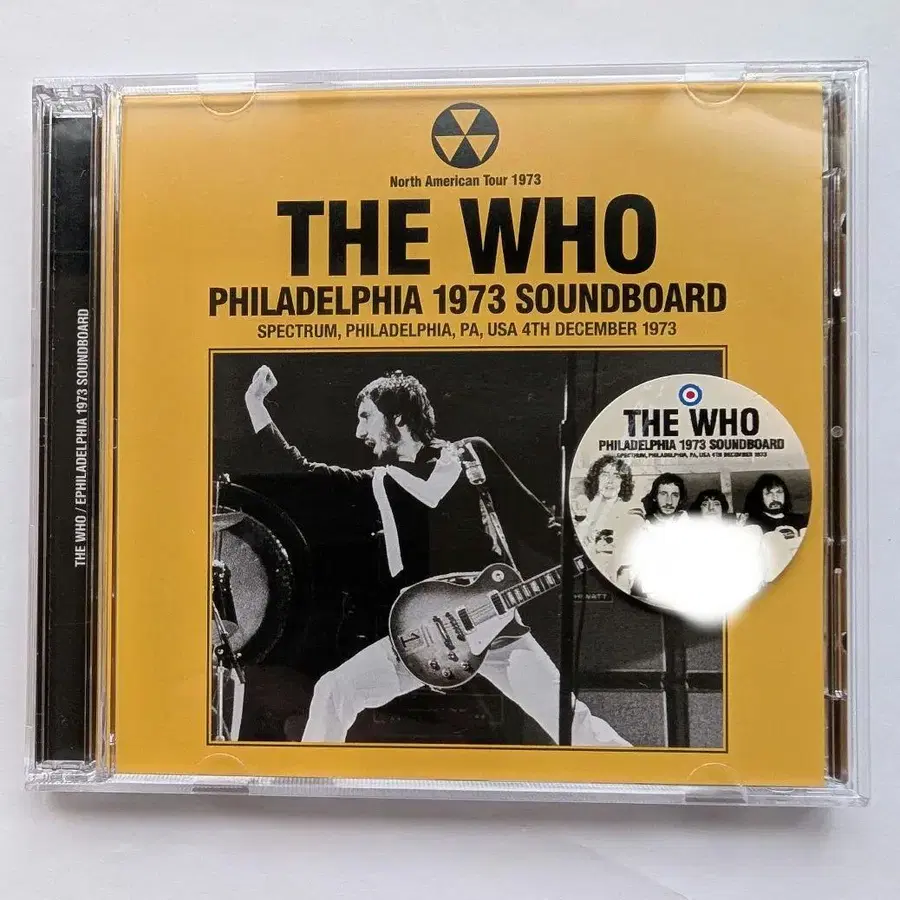 North American Tour 1973
THE WHO
PHILADELPHIA 1973 SOUNDBOARD
SPECTRUM, PHILADELPHIA, PA, USA 4TH DECEMBER 1973
THE WHO / EPHILADELPHIA 1973 SOUNDBOARD
THE WHO
PHILADELPHIA 1973 SOUNDBOARD
SPECTRUM, PHILADELPHIA, PA, USA 4TH DECEMBER 1973
1